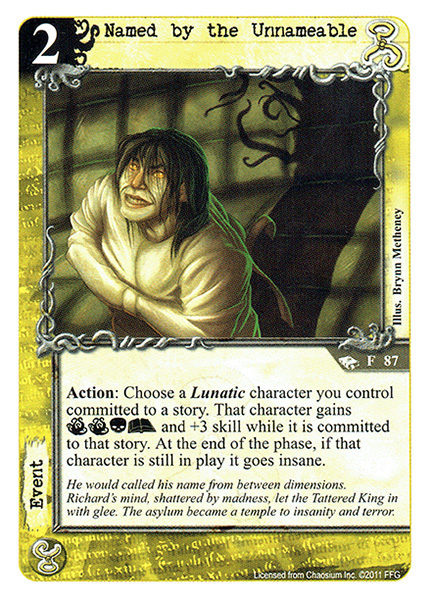 2
Named by the Unnameable
Illus. Brynn Metheney
F 87
Event
Action: Choose a Lunatic character you control
committed to a story. That character gains
and +3 skill while it is committed
to that story. At the end of the phase, if that
character is still in play it goes insane.
He would called his name from between dimensions.
Richard's mind, shattered by madness, let the Tattered King in
with glee. The asylum became a temple to insanity and terror.
Licensed from Chaosium Inc. ©2011 FFG